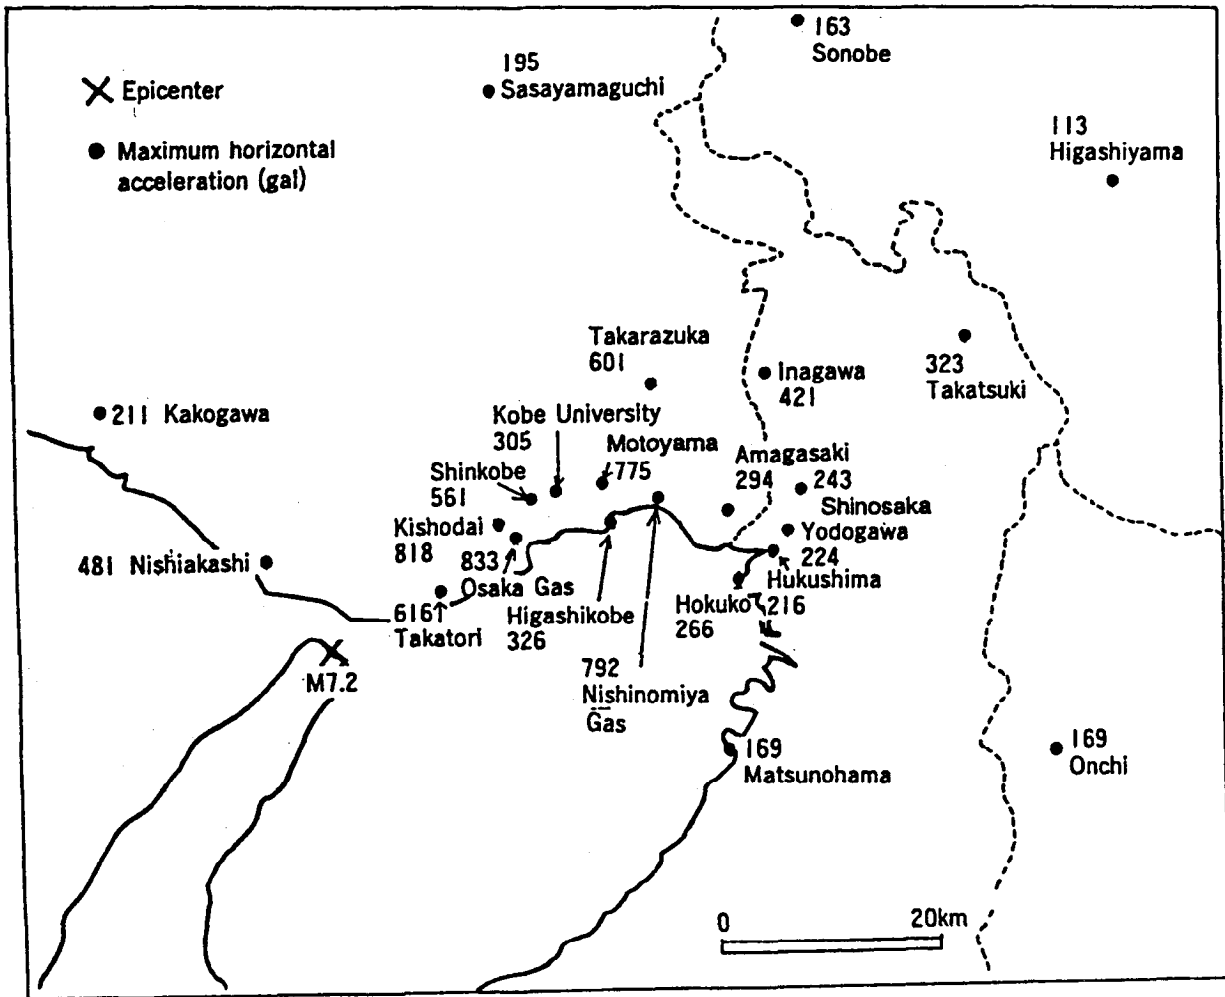 163
Sonobe
195
Sasayamaguchi
Epicenter
Maximum horizontal
acceleration (gal)
113
Higashiyama
Takarazuka
601
Inagawa
421
323
Takatsuki
211 Kakogawa
Kobe University
305
Motoyama
775
Shinkobe
561
Amagasaki
294
243
Shinosaka
Kishodai
818
Yodogawa
224
481 Nishiakashi
833
Osaka Gas
Hukushima
216
616
Takatori
Higashikobe
326
Hokuko
266
M7.2
792
Nishinomiya
Gas
169
Matsunohama
169
Onchi
0 20km